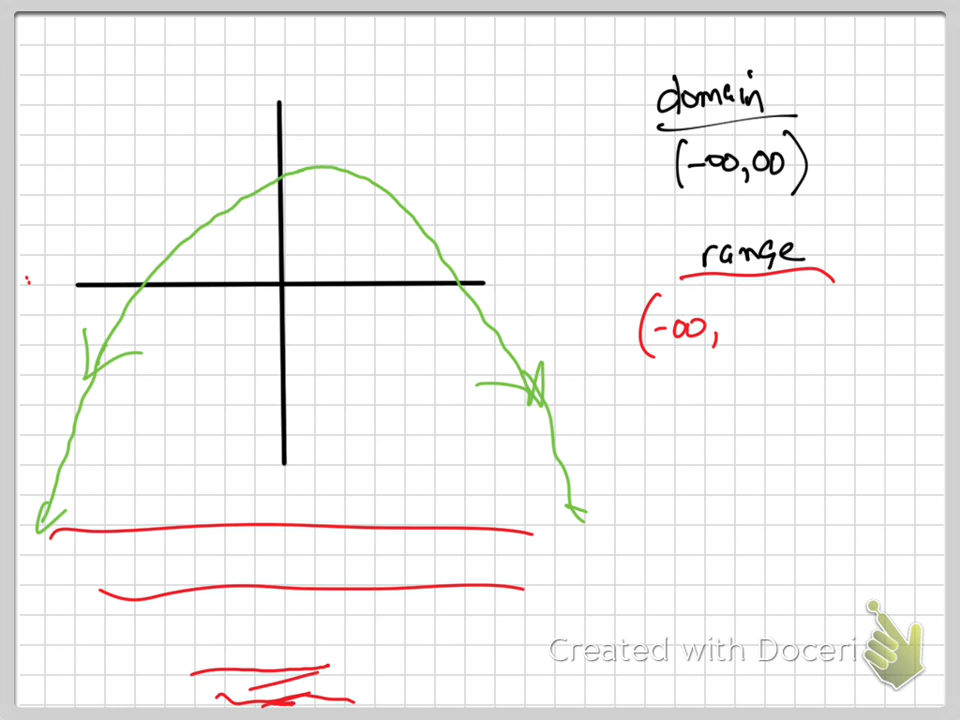 domain
(-∞,∞)
range
(-∞,
Created with Doceri